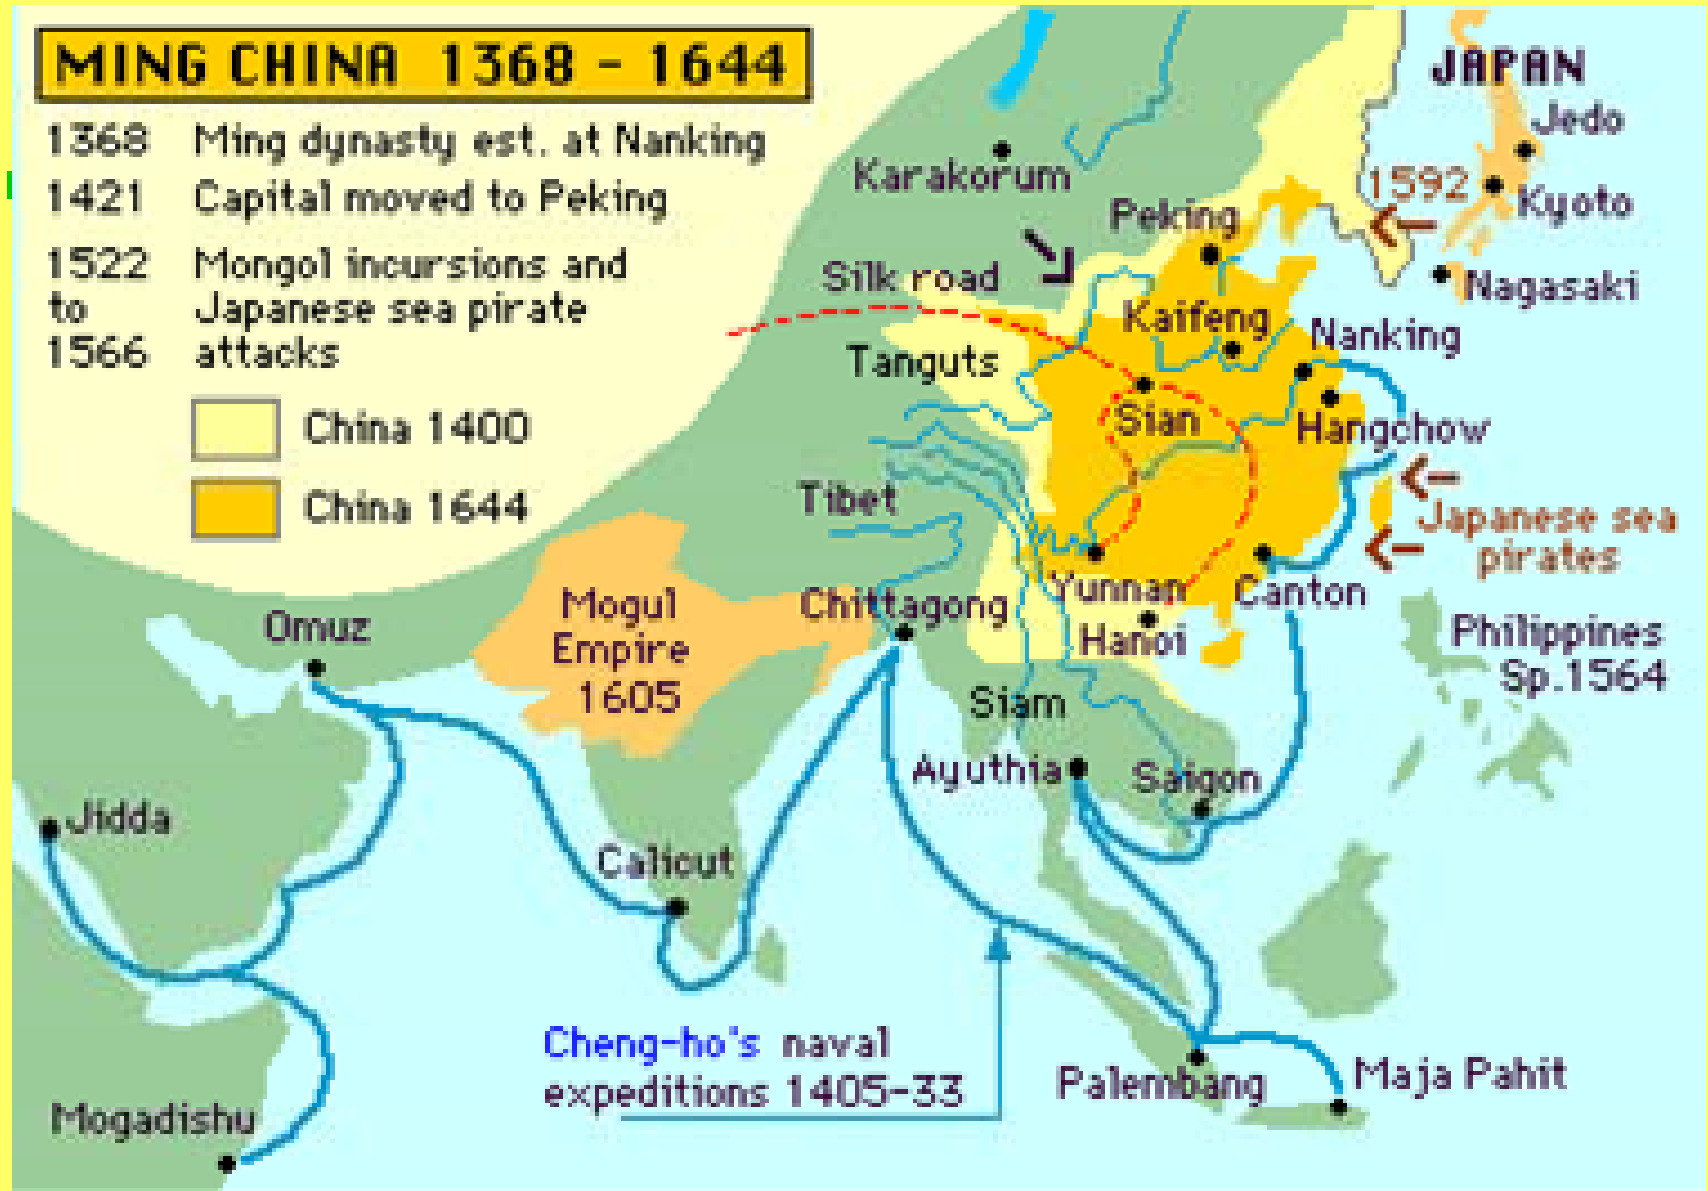 MING CHINA 1368 - 1644
1368 Ming dynasty est. at Nanking
1421 Capital moved to Peking
1522 Mongol incursions and
to Japanese sea pirate
1566 attacks
China 1400
China 1644
JAPAN
Jedo
Karakorum
1592
Kyoto
Peking
Silk road
Nagasaki
Kaifeng
Nanking
Tanguts
Sian
Hangchow
Tibet
Japanese sea
pirates
Yunnan
Canton
Mogul
Empire
1605
Chittagong
Omuz
Hanoi
Philippines
Sp.1564
Siam
Ayuthia
Saigon
Jidda
Calicut
Cheng-ho's naval
expeditions 1405-33
Palembang
Maja Pahit
Mogadishu